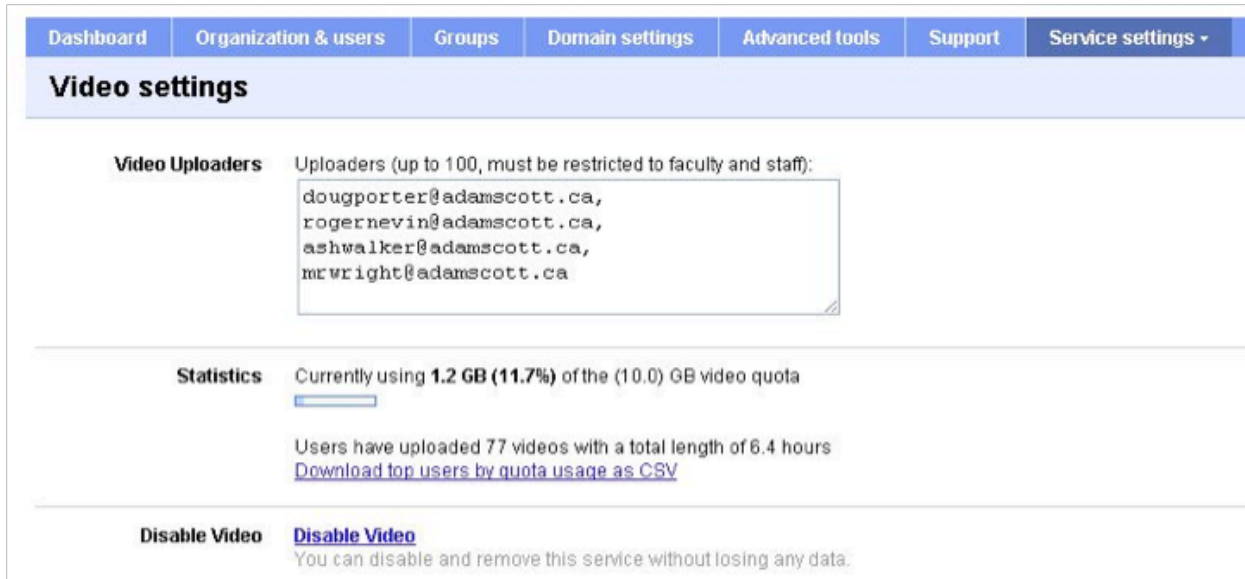 Dashboard Organization & users Groups Domain settings Advanced tools Support Service settings
Video settings
Video Uploaders Uploaders (up to 100, must be restricted to faculty and staff):
dougporter@adamscott.ca,
rogernevin@adamscott.ca,
ashwalker@adamscott.ca,
mrwright@adamscott.ca
Statistics Currently using 1.2 GB (11.7%) of the (10.0) GB video quota
Users have uploaded 77 videos with a total length of 6.4 hours
Download top users by quota usage as CSV
Disable Video Disable Video
You can disable and remove this service without losing any data.